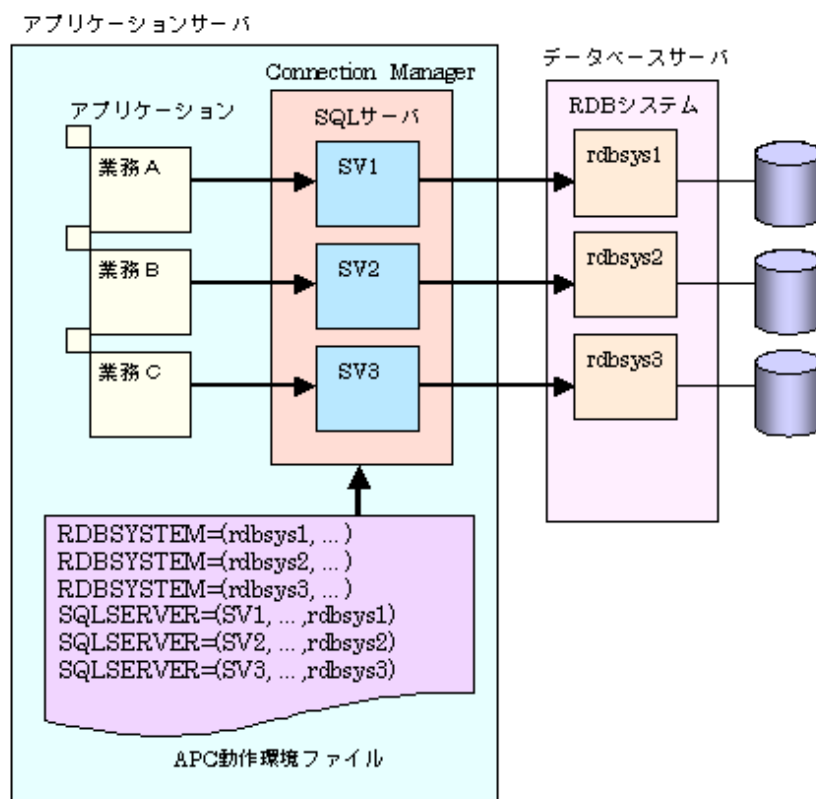 アプリケーションサーバ
データベースサーバ
Connection Manager
アプリケーション
SQLサーバ
RDBシステム
業務A
SV1
rdbsys1
業務B
SV2
rdbsys2
業務C
SV3
rdbsys3
RDBSYSTEM=(rdbsys1, ...)
RDBSYSTEM=(rdbsys2, ...)
RDBSYSTEM=(rdbsys3, ...)
SQLSERVER=(SV1, ...,rdbsys1)
SQLSERVER=(SV2, ...,rdbsys2)
SQLSERVER=(SV3, ...,rdbsys3)
APC動作環境ファイル